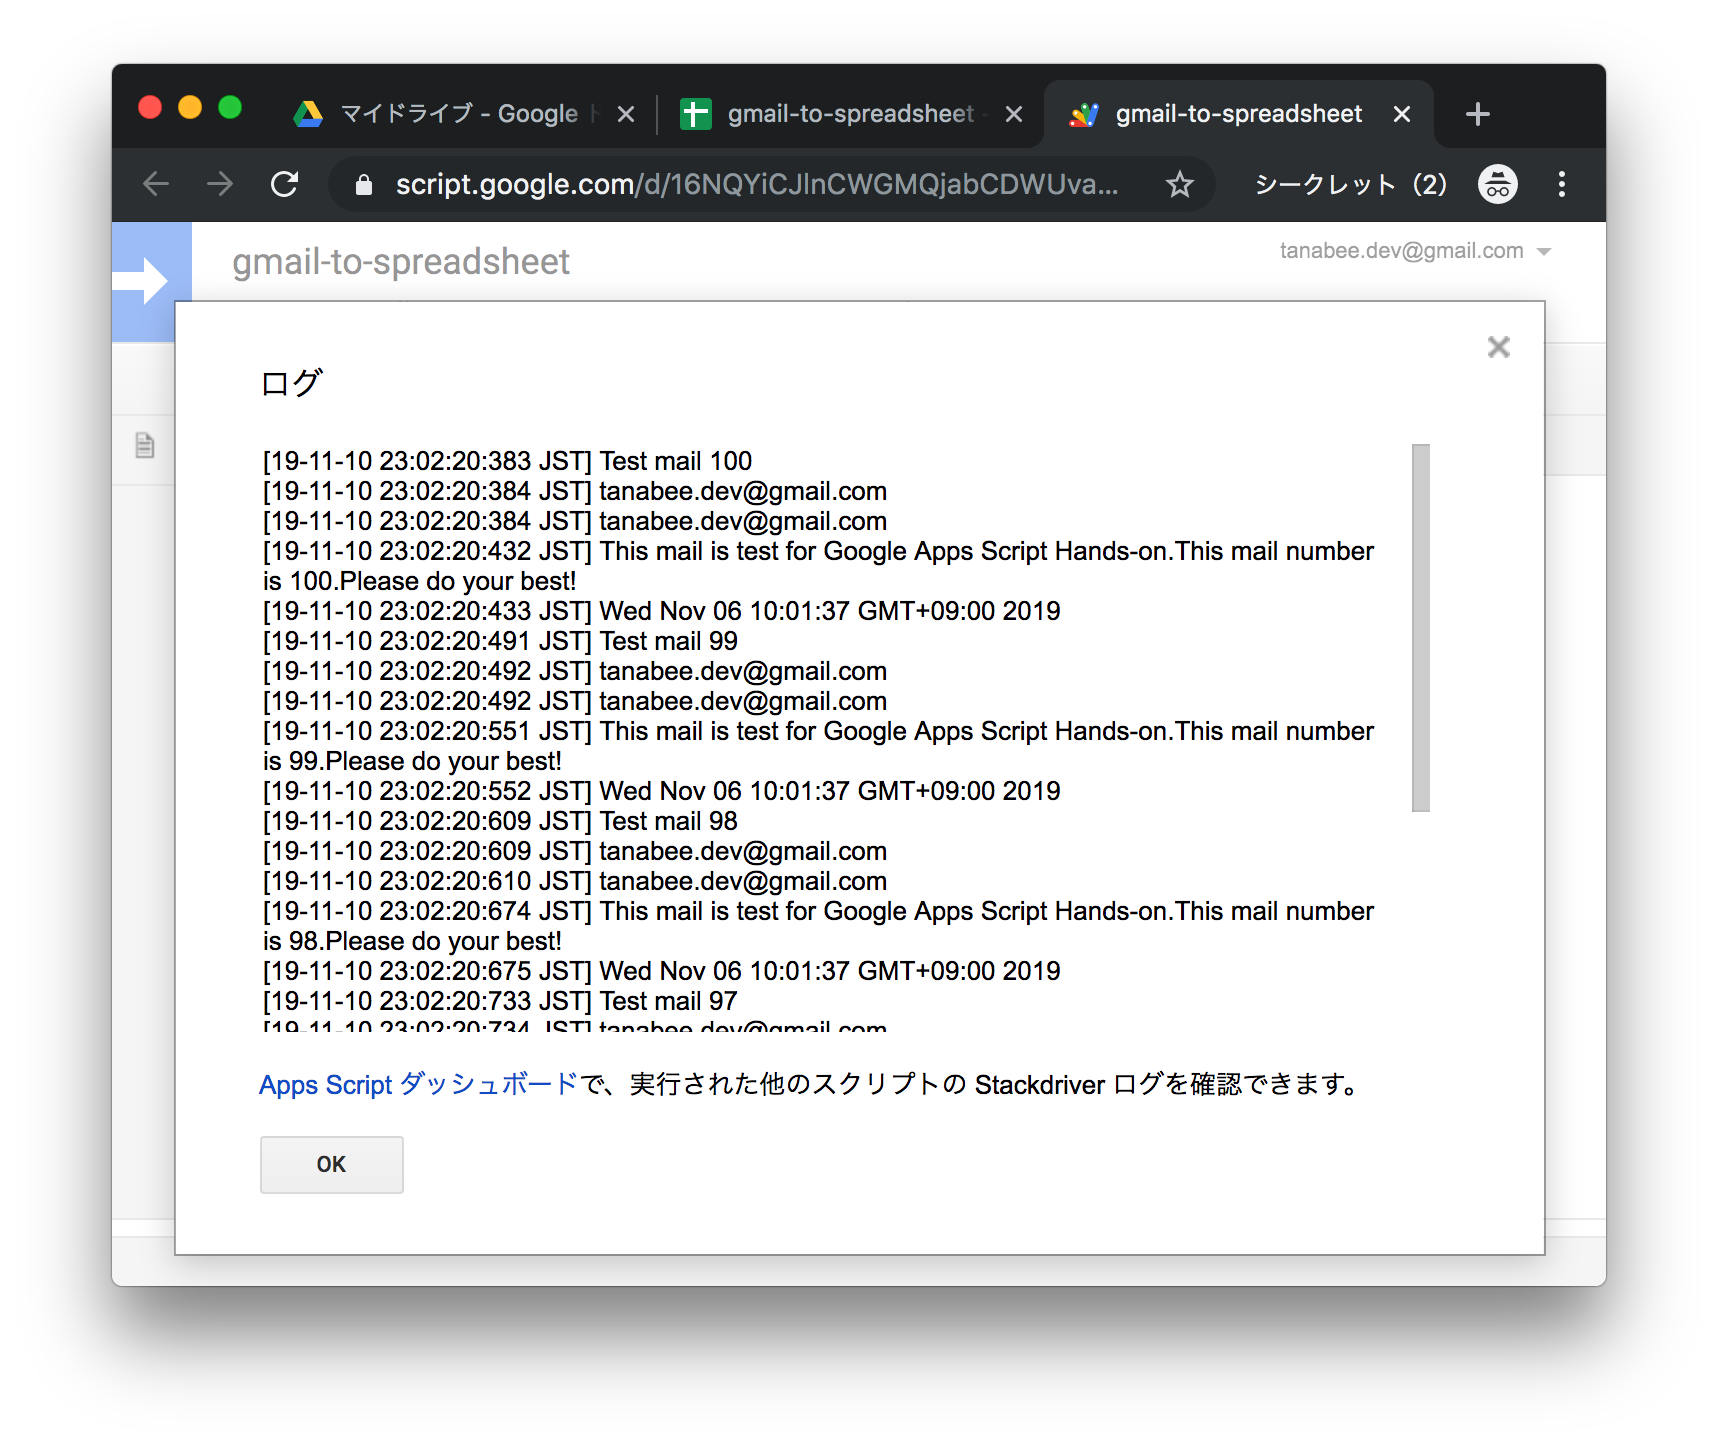 マイドライブ - Google ド
gmail-to-spreadsheet -
gmail-to-spreadsheet
script.google.com/d/16NQYiCJlnCWGMQjabCDWUva...
シークレット（2）
gmail-to-spreadsheet
tanabee.dev@gmail.com
ログ
[19-11-10 23:02:20:383 JST] Test mail 100
[19-11-10 23:02:20:384 JST] tanabee.dev@gmail.com
[19-11-10 23:02:20:384 JST] tanabee.dev@gmail.com
[19-11-10 23:02:20:432 JST] This mail is test for Google Apps Script Hands-on.This mail number
is 100.Please do your best!
[19-11-10 23:02:20:433 JST] Wed Nov 06 10:01:37 GMT+09:00 2019
[19-11-10 23:02:20:491 JST] Test mail 99
[19-11-10 23:02:20:492 JST] tanabee.dev@gmail.com
[19-11-10 23:02:20:492 JST] tanabee.dev@gmail.com
[19-11-10 23:02:20:551 JST] This mail is test for Google Apps Script Hands-on.This mail number
is 99.Please do your best!
[19-11-10 23:02:20:552 JST] Wed Nov 06 10:01:37 GMT+09:00 2019
[19-11-10 23:02:20:609 JST] Test mail 98
[19-11-10 23:02:20:609 JST] tanabee.dev@gmail.com
[19-11-10 23:02:20:610 JST] tanabee.dev@gmail.com
[19-11-10 23:02:20:674 JST] This mail is test for Google Apps Script Hands-on.This mail number
is 98.Please do your best!
[19-11-10 23:02:20:675 JST] Wed Nov 06 10:01:37 GMT+09:00 2019
[19-11-10 23:02:20:733 JST] Test mail 97
[19-11-10 23:02:20:734 JST] tanabee.dev@gmail.com
Apps Script ダッシュボードで、実行された他のスクリプトの Stackdriver ログを確認できます。
OK